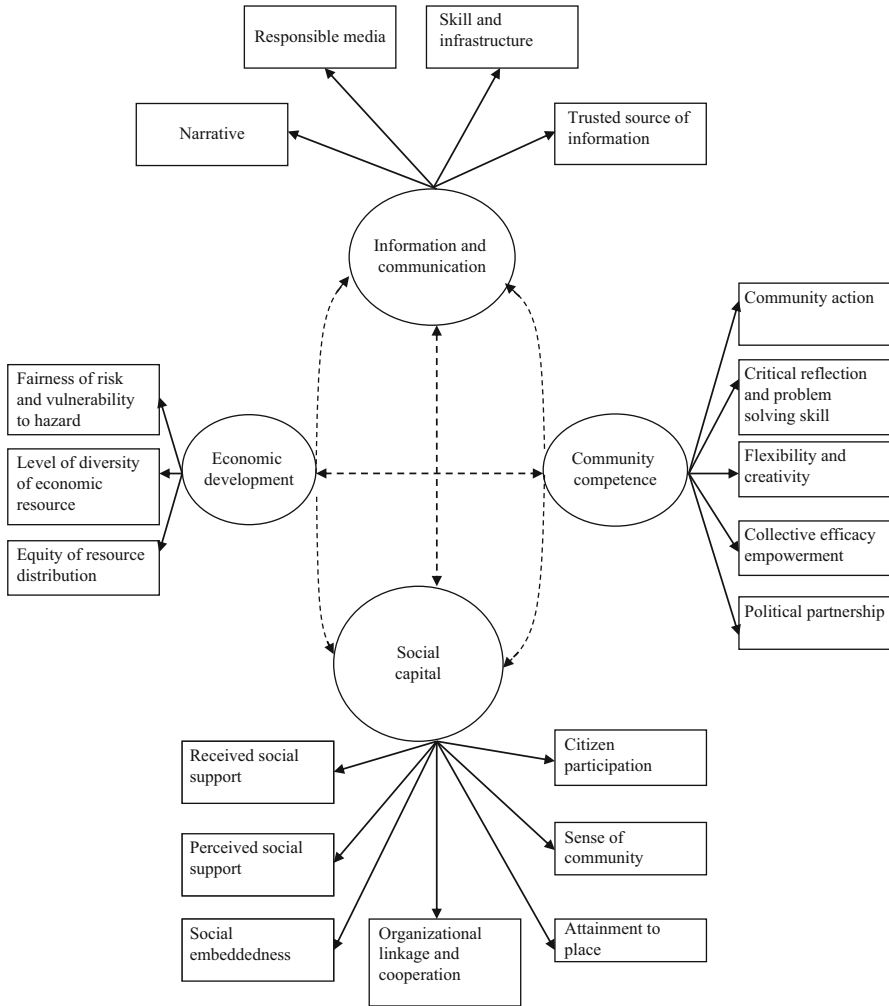 Responsible media
Skill and
infrastructure
Narrative
Trusted source of
information
Information and
communication
Community action
Critical reflection
and problem
solving skill
Flexibility and
creativity
Collective efficacy
empowerment
Political partnership
Fairness of risk
and vulnerability
to hazard
Level of diversity
of economic
resource
Equity of resource
distribution
Economic
development
Community
competence
Social
capital
Received social
support
Perceived social
support
Social
embeddedness
Organizational
linkage and
cooperation
Citizen
participation
Sense of
community
Attainment to
place